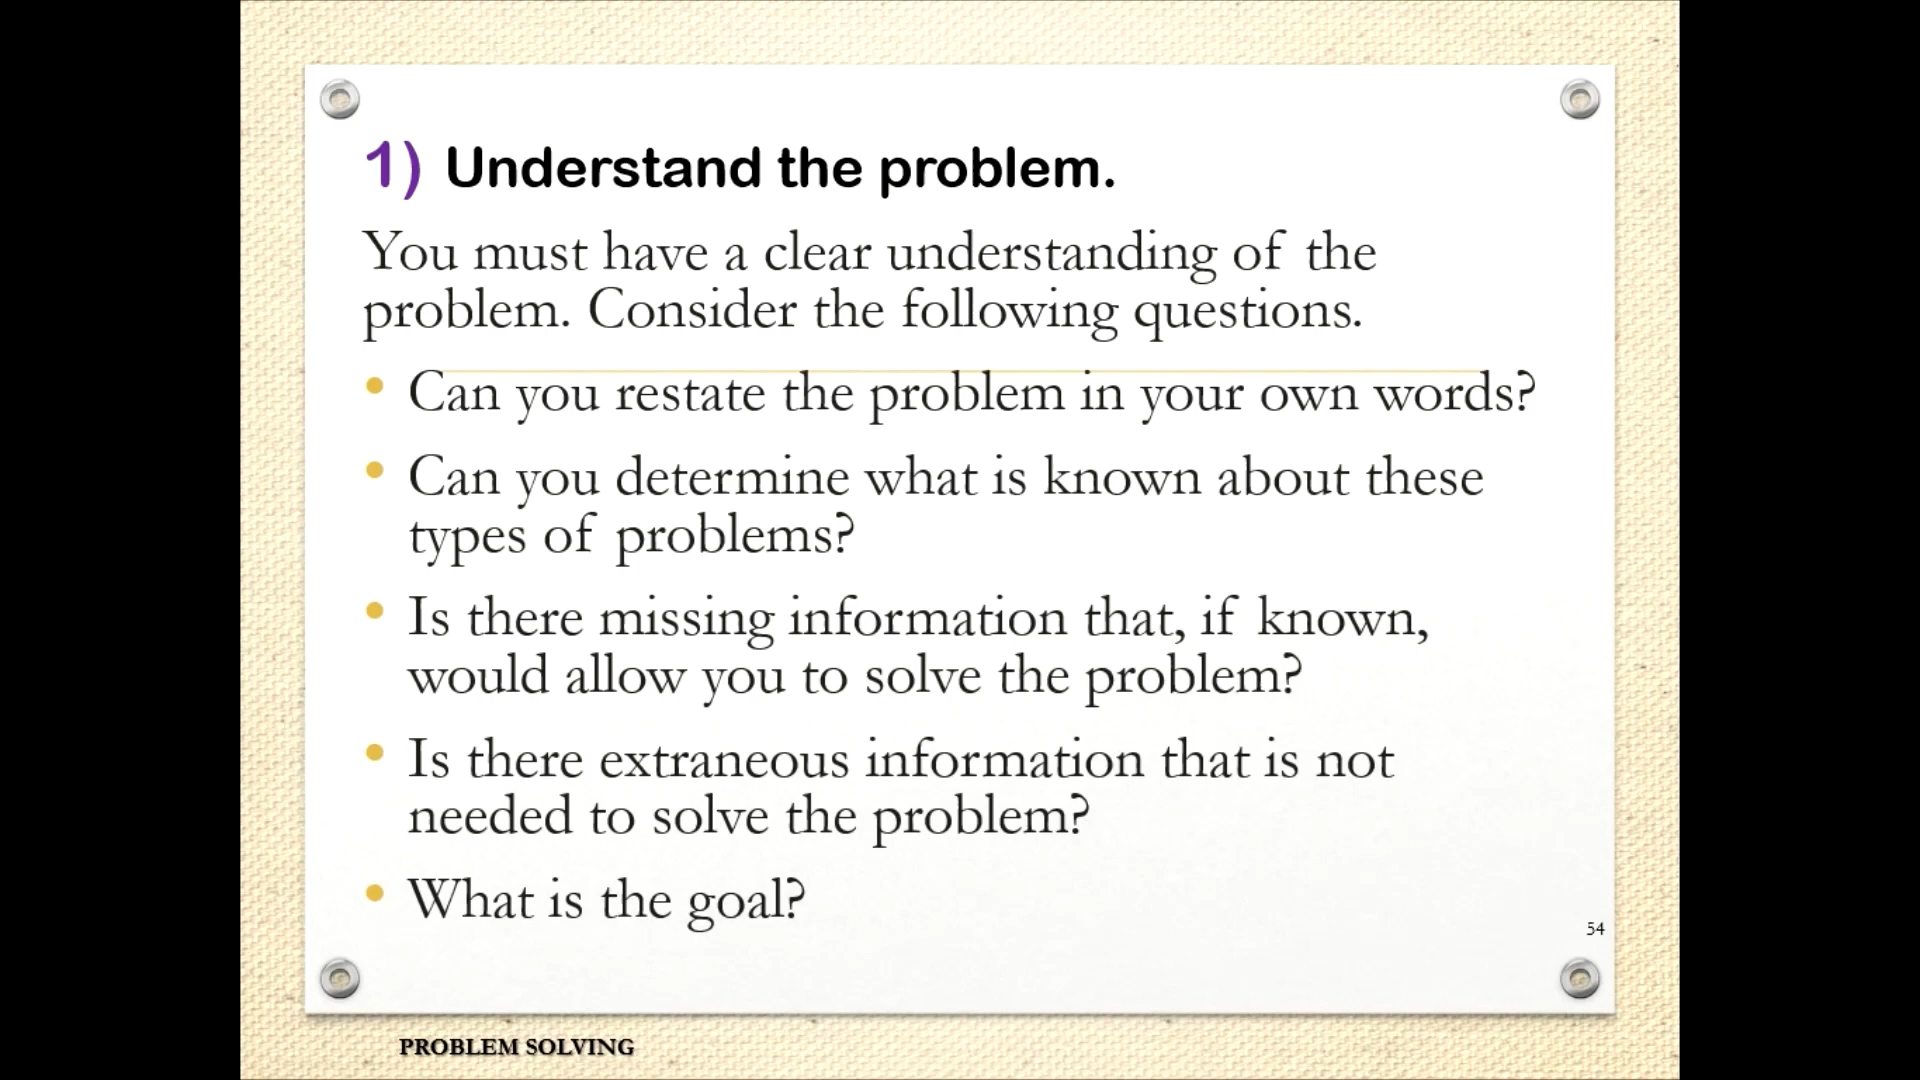 1) Understand the problem.
You must have a clear understanding of the
problem. Consider the following questions.
• Can you restate the problem in your own words?
• Can you determine what is known about these
types of problems?
• Is there missing information that, if known,
would allow you to solve the problem?
• Is there extraneous information that is not
needed to solve the problem?
• What is the goal?
54
PROBLEM SOLVING